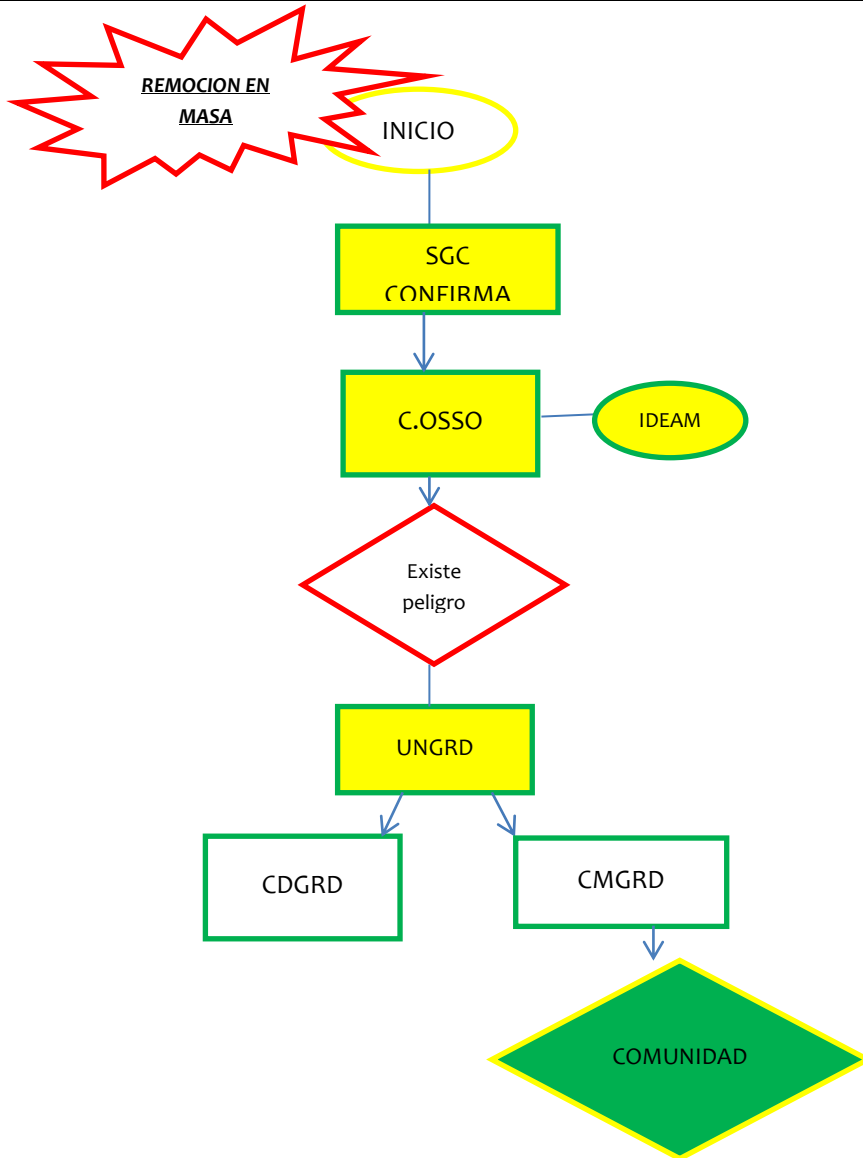 REMOCION EN
MASA
INICIO
SGC
CONFIRMA
C.OSSO
IDEAM
Existe
peligro
UNGRD
CDGRD
CMGRD
COMUNIDAD